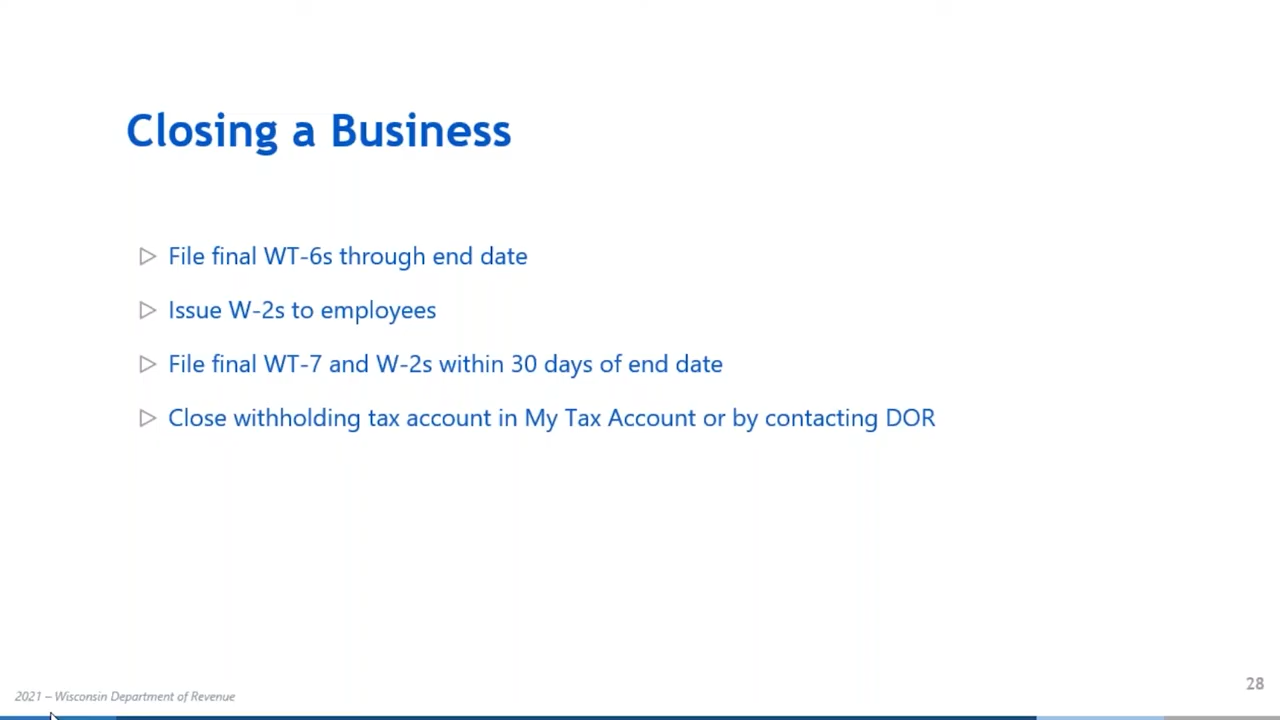 Closing a Business
File final WT-6s through end date
Issue W-2s to employees
File final WT-7 and W-2s within 30 days of end date
Close withholding tax account in My Tax Account or by contacting DOR
2021 – Wisconsin Department of Revenue
28